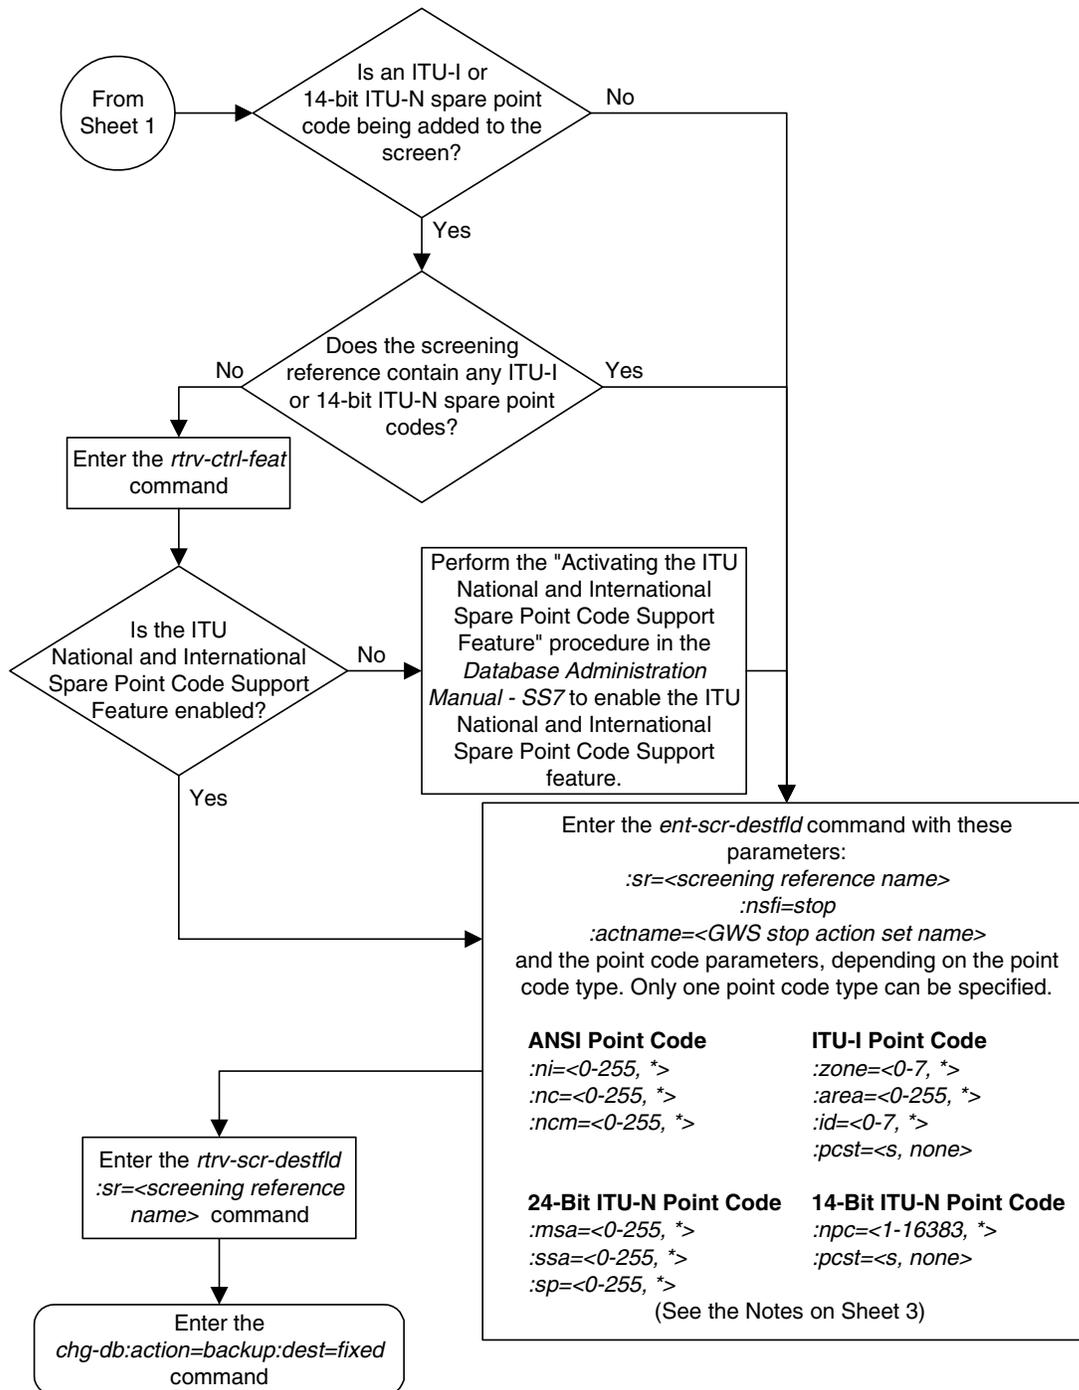 From
Sheet 1
Is an ITU-I or
14-bit ITU-N spare point
code being added to the
screen?
No
Yes
Does the screening
reference contain any ITU-I
or 14-bit ITU-N spare point
codes?
No
Yes
Enter the rtrv-ctrl-feat
command
Is the ITU
National and International
Spare Point Code Support
Feature enabled?
No
Yes
Perform the "Activating the ITU
National and International
Spare Point Code Support
Feature" procedure in the
Database Administration
Manual - SS7 to enable the ITU
National and International
Spare Point Code Support
feature.
Enter the ent-scr-destfld command with these
parameters:
:sr=<screening reference name>
:nsfi=stop
:actname=<GWS stop action set name>
and the point code parameters, depending on the point
code type. Only one point code type can be specified.
ANSI Point Code
:ni=<0-255, *>
:nc=<0-255, *>
:ncm=<0-255, *>
ITU-I Point Code
:zone=<0-7, *>
:area=<0-255, *>
:id=<0-7, *>
:pcst=<s, none>
24-Bit ITU-N Point Code
:msa=<0-255, *>
:ssa=<0-255, *>
:sp=<0-255, *>
14-Bit ITU-N Point Code
:npc=<1-16383, *>
:pcst=<s, none>
(See the Notes on Sheet 3)
Enter the rtrv-scr-destfld
:sr=<screening reference
name> command
Enter the
chg-db:action=backup:dest=fixed
command